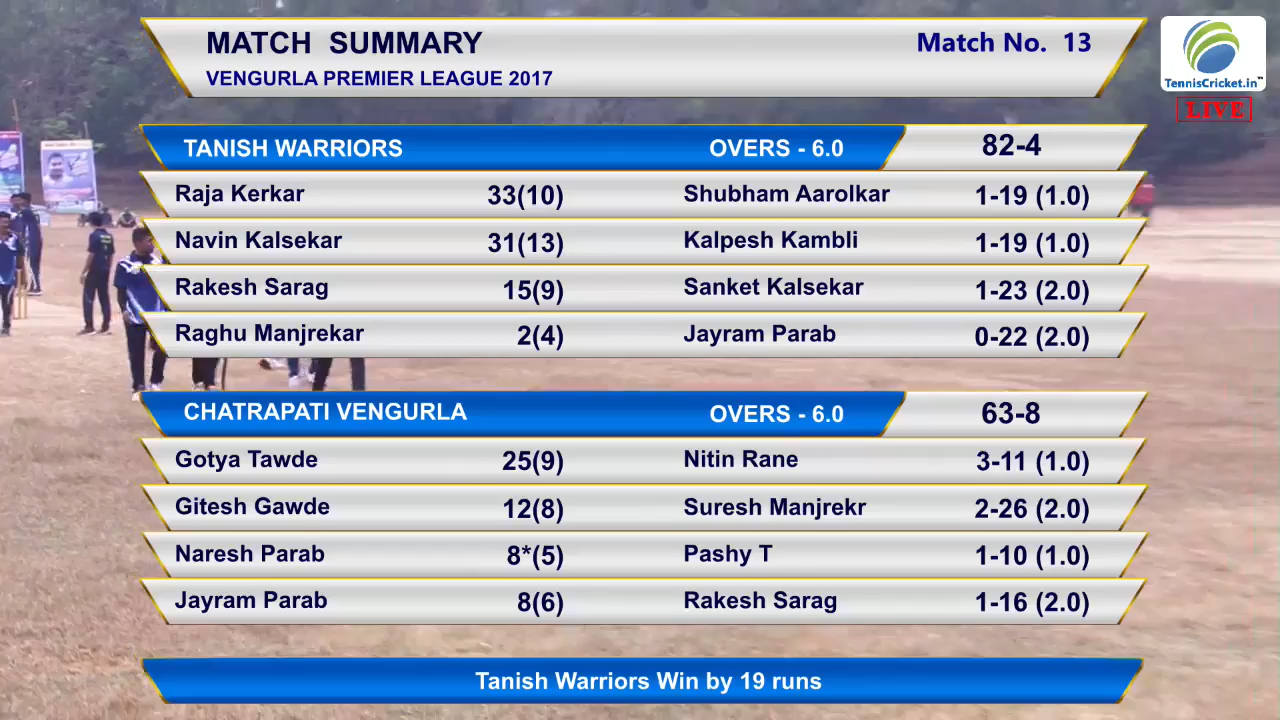 MATCH SUMMARY
Match No. 13
VENGURLA PREMIER LEAGUE 2017
TennisCricket.in™
LIVE
TANISH WARRIORS OVERS - 6.0 82-4
Raja Kerkar 33(10) Shubham Aarolkar 1-19 (1.0)
Navin Kalsekar 31(13) Kalpesh Kambli 1-19 (1.0)
Rakesh Sarag 15(9) Sanket Kalsekar 1-23 (2.0)
Raghu Manjrekar 2(4) Jayram Parab 0-22 (2.0)
CHATRAPATI VENGURLA OVERS - 6.0 63-8
Gotya Tawde 25(9) Nitin Rane 3-11 (1.0)
Gitesh Gawde 12(8) Suresh Manjrekr 2-26 (2.0)
Naresh Parab 8*(5) Pashy T 1-10 (1.0)
Jayram Parab 8(6) Rakesh Sarag 1-16 (2.0)
Tanish Warriors Win by 19 runs